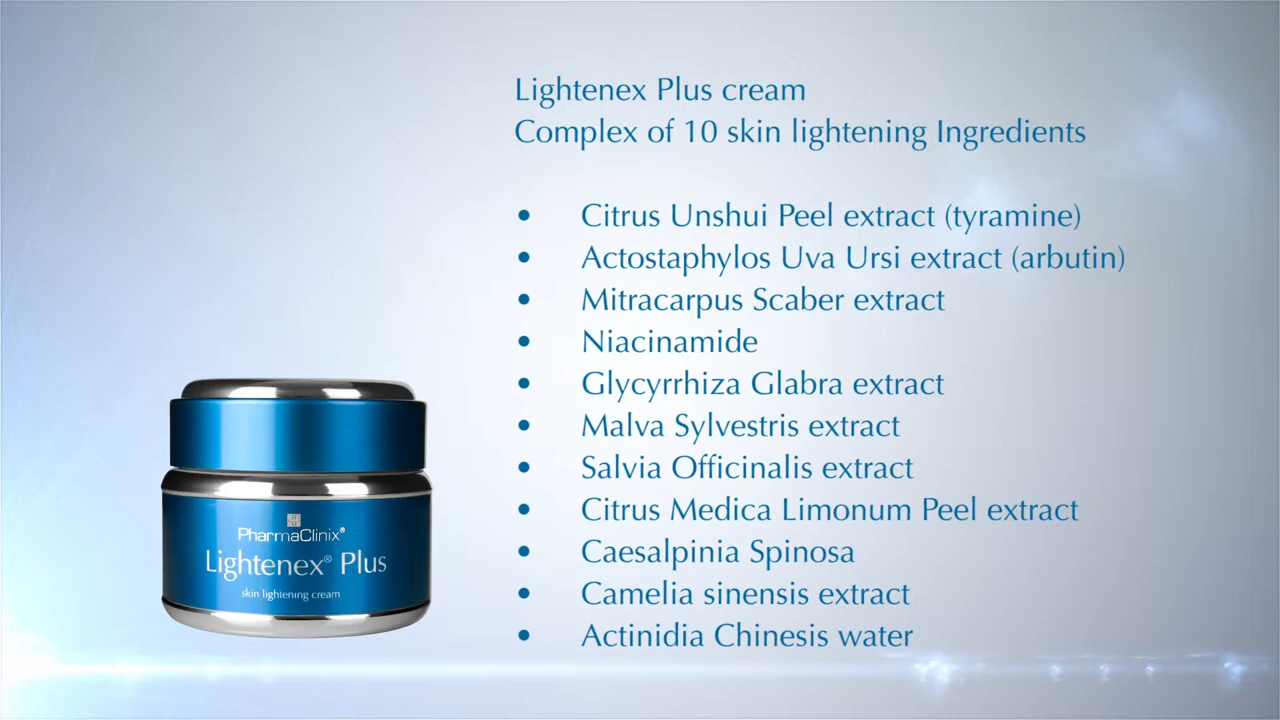 Lightenex Plus cream
Complex of 10 skin lightening Ingredients
• Citrus Unshui Peel extract (tyramine)
• Actostaphylos Uva Ursi extract (arbutin)
• Mitracarpus Scaber extract
• Niacinamide
• Glycyrrhiza Glabra extract
• Malva Sylvestris extract
• Salvia Officinalis extract
• Citrus Medica Limonum Peel extract
• Caesalpinia Spinosa
• Camelia sinensis extract
• Actinidia Chinesis water
PharmaClinix®
Lightenex® Plus
skin lightening cream